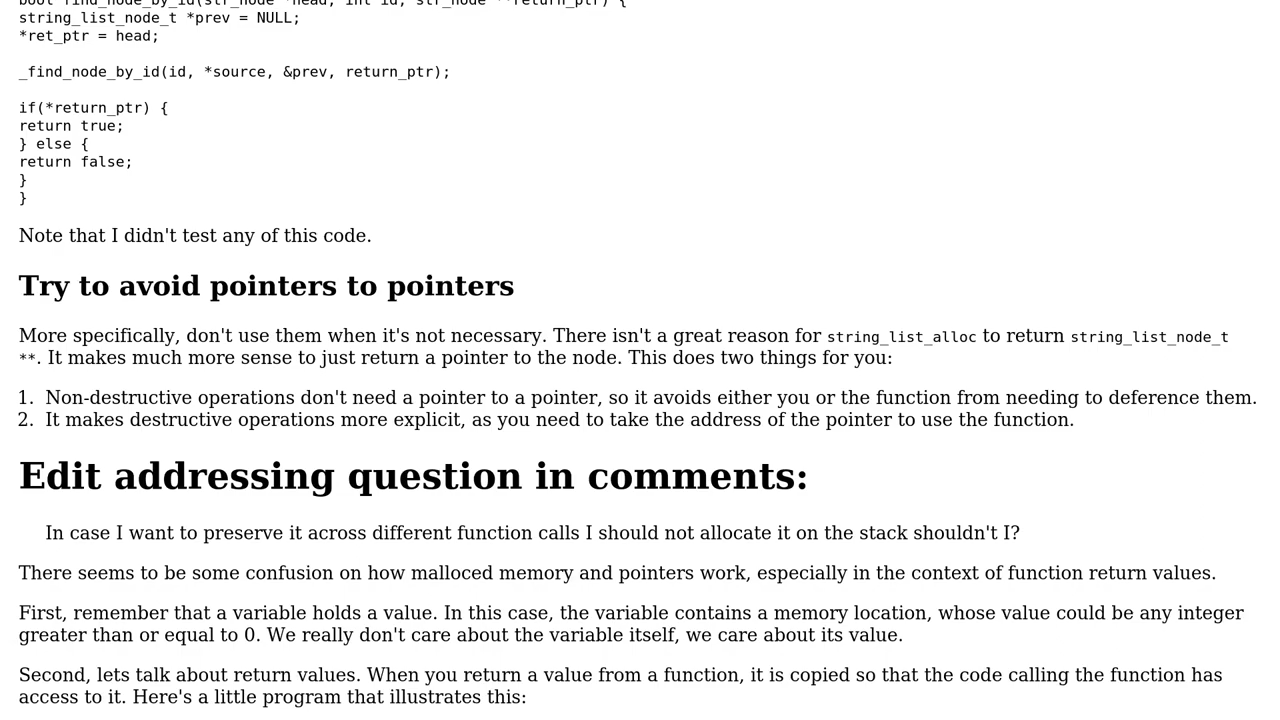 bool find_node_by_id(str_node *head, int id, str_node **return_ptr) {
string_list_node_t *prev = NULL;
*ret_ptr = head;
_find_node_by_id(id, *source, &prev, return_ptr);
if(*return_ptr) {
return true;
} else {
return false;
}
}
Note that I didn't test any of this code.
Try to avoid pointers to pointers
More specifically, don't use them when it's not necessary. There isn't a great reason for string_list_alloc to return string_list_node_t
**. It makes much more sense to just return a pointer to the node. This does two things for you:
1. Non-destructive operations don't need a pointer to a pointer, so it avoids either you or the function from needing to deference them.
2. It makes destructive operations more explicit, as you need to take the address of the pointer to use the function.
Edit addressing question in comments:
In case I want to preserve it across different function calls I should not allocate it on the stack shouldn't I?
There seems to be some confusion on how malloced memory and pointers work, especially in the context of function return values.
First, remember that a variable holds a value. In this case, the variable contains a memory location, whose value could be any integer
greater than or equal to 0. We really don't care about the variable itself, we care about its value.
Second, lets talk about return values. When you return a value from a function, it is copied so that the code calling the function has
access to it. Here's a little program that illustrates this: